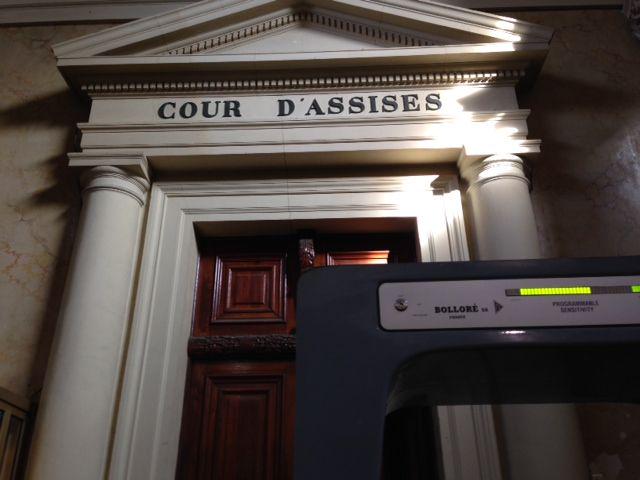 COUR D'ASSISES
BOLLORÉ SA
FRANCE
PROGRAMMABLE
SENSITIVITY